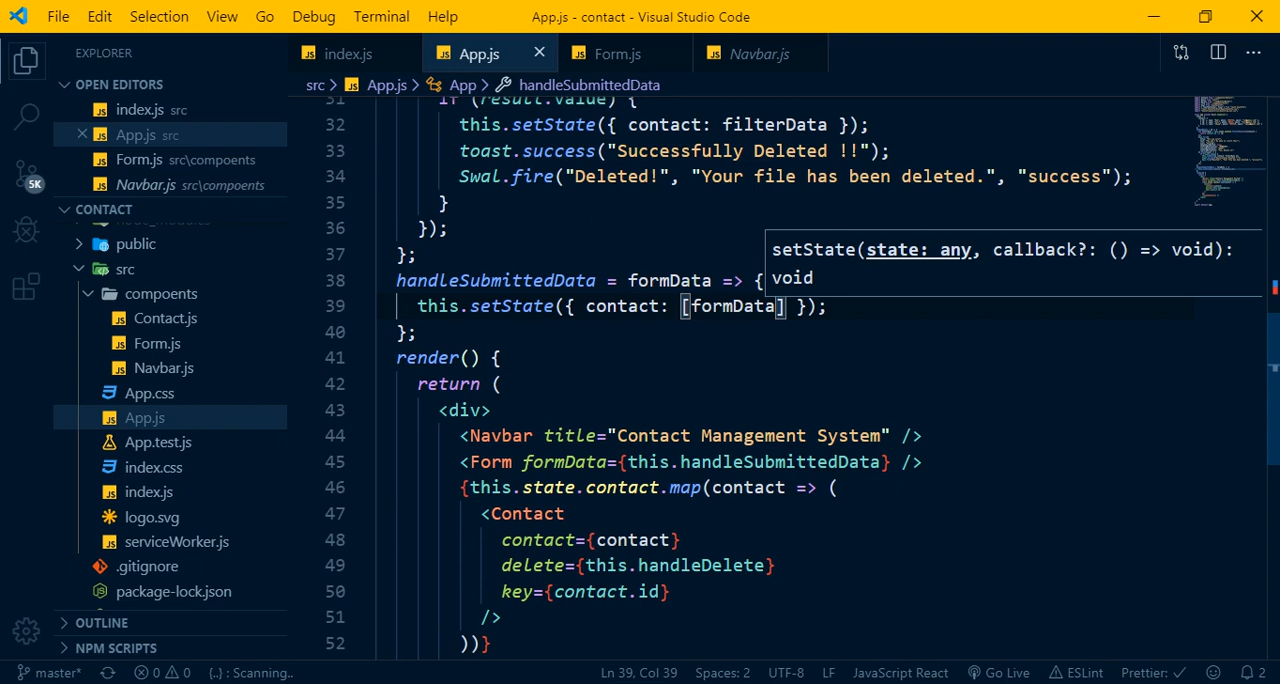 File Edit Selection View Go Debug Terminal Help App.js - contact - Visual Studio Code
EXPLORER
OPEN EDITORS
index.js src
App.js src
Form.js src\compoents
Navbar.js src\compoents
CONTACT
node_modules
public
src
compoents
Contact.js
Form.js
Navbar.js
App.css
App.js
App.test.js
index.css
index.js
logo.svg
serviceWorker.js
.gitignore
package-lock.json
OUTLINE
NPM SCRIPTS
5K
index.js App.js Form.js Navbar.js
src > App.js > App > handleSubmittedData
31 if (result.value) {
32 this.setState({ contact: filterData });
33 toast.success("Successfully Deleted !!");
34 Swal.fire("Deleted!", "Your file has been deleted.", "success");
35 }
36 });
37 };
38 handleSubmittedData = formData => {
39 this.setState({ contact: [formData] });
40 };
41 render() {
42 return (
43 <div>
44 <Navbar title="Contact Management System" />
45 <Form formData={this.handleSubmittedData} />
46 {this.state.contact.map(contact => (
47 <Contact
48 contact={contact}
49 delete={this.handleDelete}
50 key={contact.id}
51 />
52 ))}
setState(state: any, callback?: () => void):
void
master* 0 0 {..} : Scanning.. Ln 39, Col 39 Spaces: 2 UTF-8 LF JavaScript React Go Live ESLint Prettier: ✓ 2